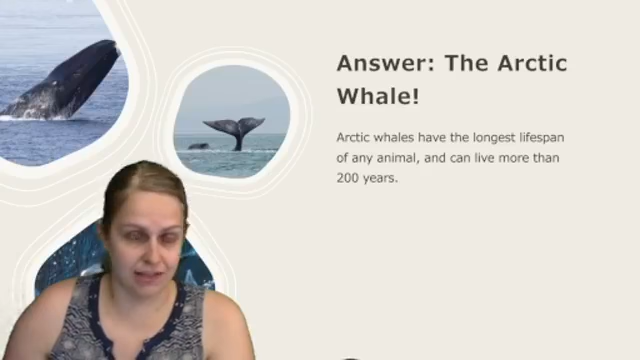 Answer: The Arctic
Whale!
Arctic whales have the longest lifespan
of any animal, and can live more than
200 years.